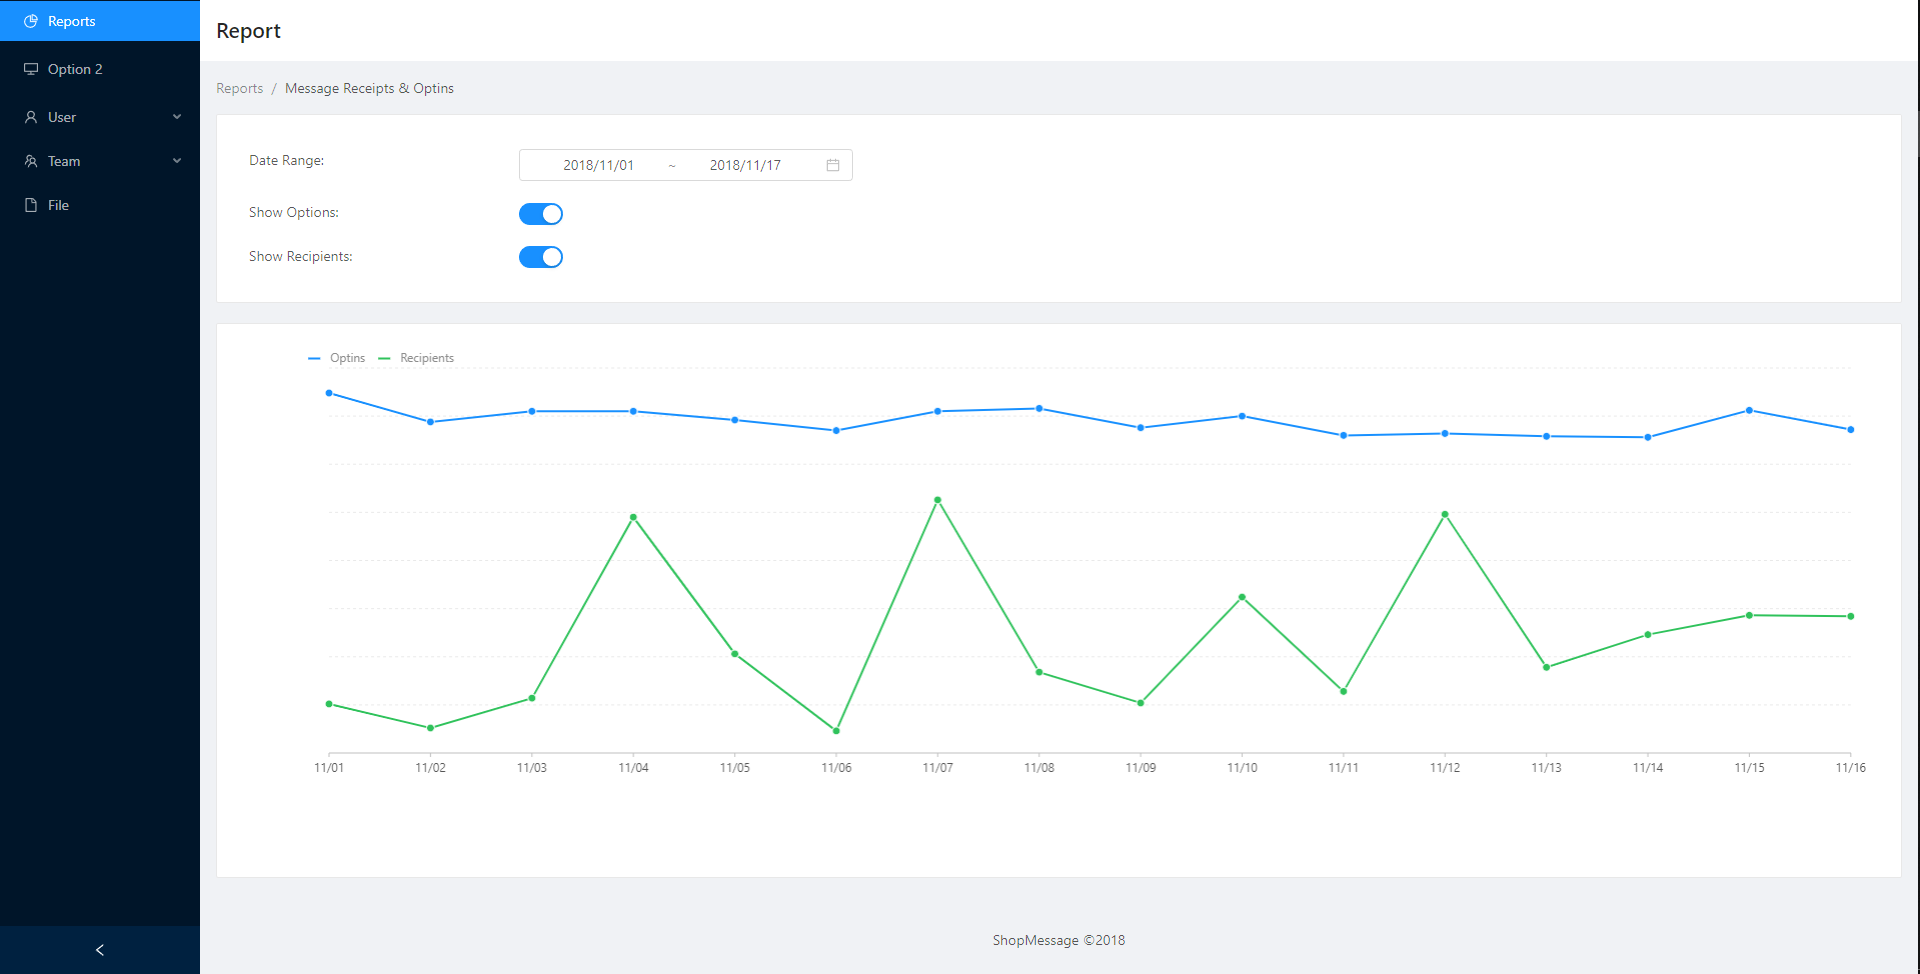 Reports
Option 2
User
Team
File
Report
Reports / Message Receipts & Optins
Date Range:
2018/11/01 ~ 2018/11/17
Show Options:
Show Recipients:
Optins Recipients
11/01 11/02 11/03 11/04 11/05 11/06 11/07 11/08 11/09 11/10 11/11 11/12 11/13 11/14 11/15 11/16
ShopMessage ©2018